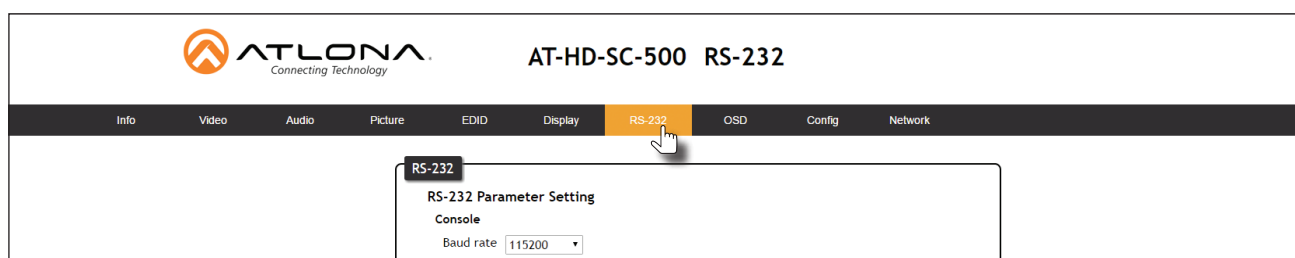 ATLONA.
Connecting Technology
AT-HD-SC-500 RS-232
Info Video Audio Picture EDID Display RS-232 OSD Config Network
RS-232
RS-232 Parameter Setting
Console
Baud rate 115200